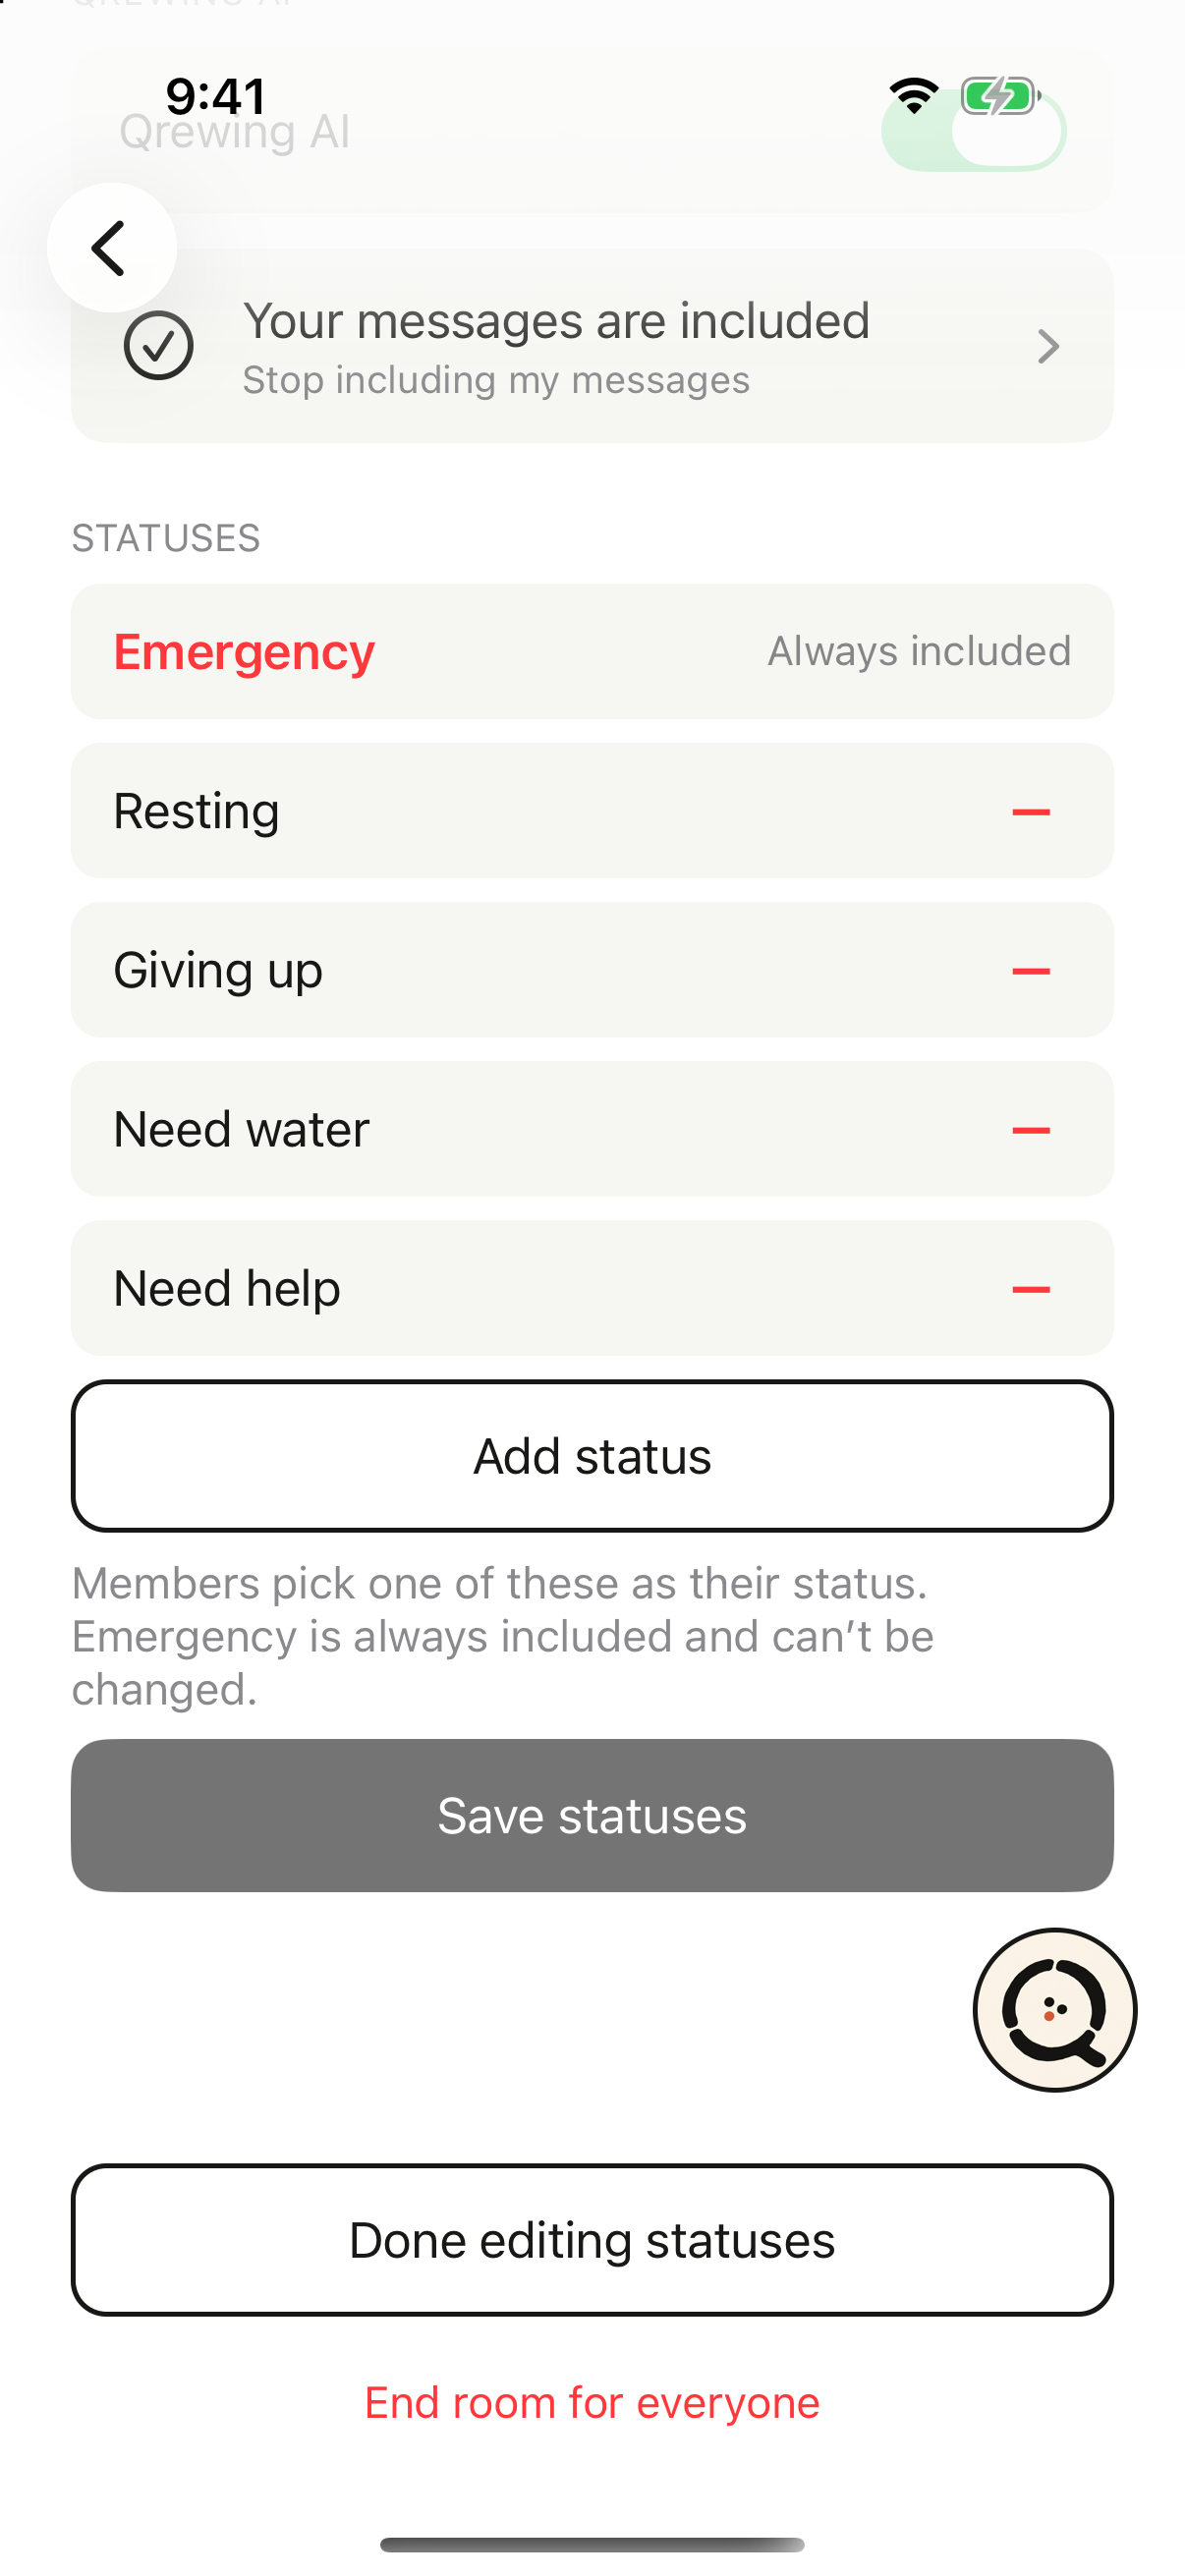 QREWING AI
9:41
Qrewing AI
Your messages are included
Stop including my messages
STATUSES
Emergency
Always included
Resting
Giving up
Need water
Need help
Add status
Members pick one of these as their status.
Emergency is always included and can’t be
changed.
Save statuses
Done editing statuses
End room for everyone